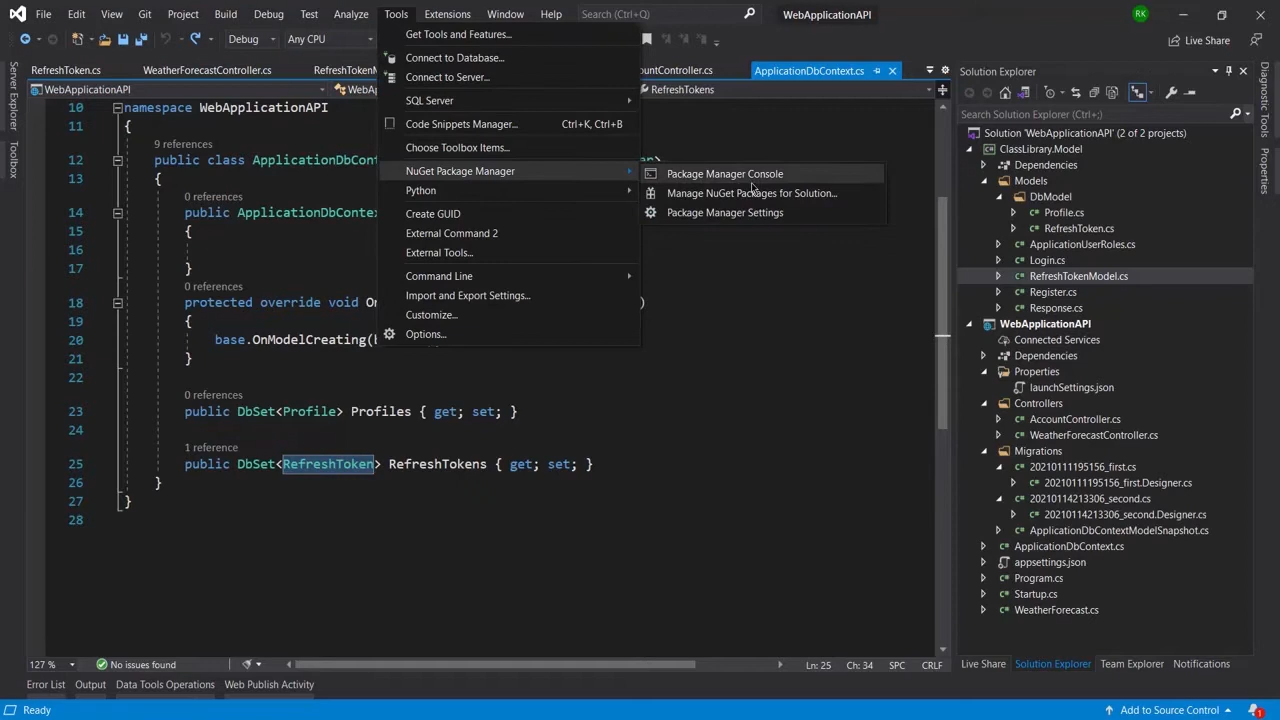 File Edit View Git Project Build Debug Test Analyze Tools Extensions Window Help Search (Ctrl+Q) WebApplicationAPI RK
Debug Any CPU Live Share
RefreshToken.cs WeatherForecastController.cs RefreshTokenM ountController.cs ApplicationDbContext.cs
WebApplicationAPI WebA RefreshTokens
Get Tools and Features...
Connect to Database...
Connect to Server...
SQL Server
Code Snippets Manager... Ctrl+K, Ctrl+B
Choose Toolbox Items...
NuGet Package Manager
Python
Create GUID
External Command 2
External Tools...
Command Line
Import and Export Settings...
Customize...
Options...
Package Manager Console
Manage NuGet Packages for Solution...
Package Manager Settings
Server Explorer
Toolbox
10 namespace WebApplicationAPI
11 {
9 references
12 public class ApplicationDbCont >
13 {
0 references
14 public ApplicationDbContex
15 {
16
17 }
0 references
18 protected override void On )
19 {
20 base.OnModelCreating(b
21 }
22
0 references
23 public DbSet<Profile> Profiles { get; set; }
24
1 reference
25 public DbSet<RefreshToken> RefreshTokens { get; set; }
26 }
27 }
28
127 % No issues found Ln: 25 Ch: 34 SPC CRLF
Error List Output Data Tools Operations Web Publish Activity
Ready Add to Source Control 1
Solution Explorer
Search Solution Explorer (Ctrl+;)
Solution 'WebApplicationAPI' (2 of 2 projects)
ClassLibrary.Model
Dependencies
Models
DbModel
Profile.cs
RefreshToken.cs
ApplicationUserRoles.cs
Login.cs
RefreshTokenModel.cs
Register.cs
Response.cs
WebApplicationAPI
Connected Services
Dependencies
Properties
launchSettings.json
Controllers
AccountController.cs
WeatherForecastController.cs
Migrations
20210111195156_first.cs
20210111195156_first.Designer.cs
20210114213306_second.cs
20210114213306_second.Designer.cs
ApplicationDbContextModelSnapshot.cs
ApplicationDbContext.cs
appsettings.json
Program.cs
Startup.cs
WeatherForecast.cs
Live Share Solution Explorer Team Explorer Notifications
Diagnostic Tools
Properties